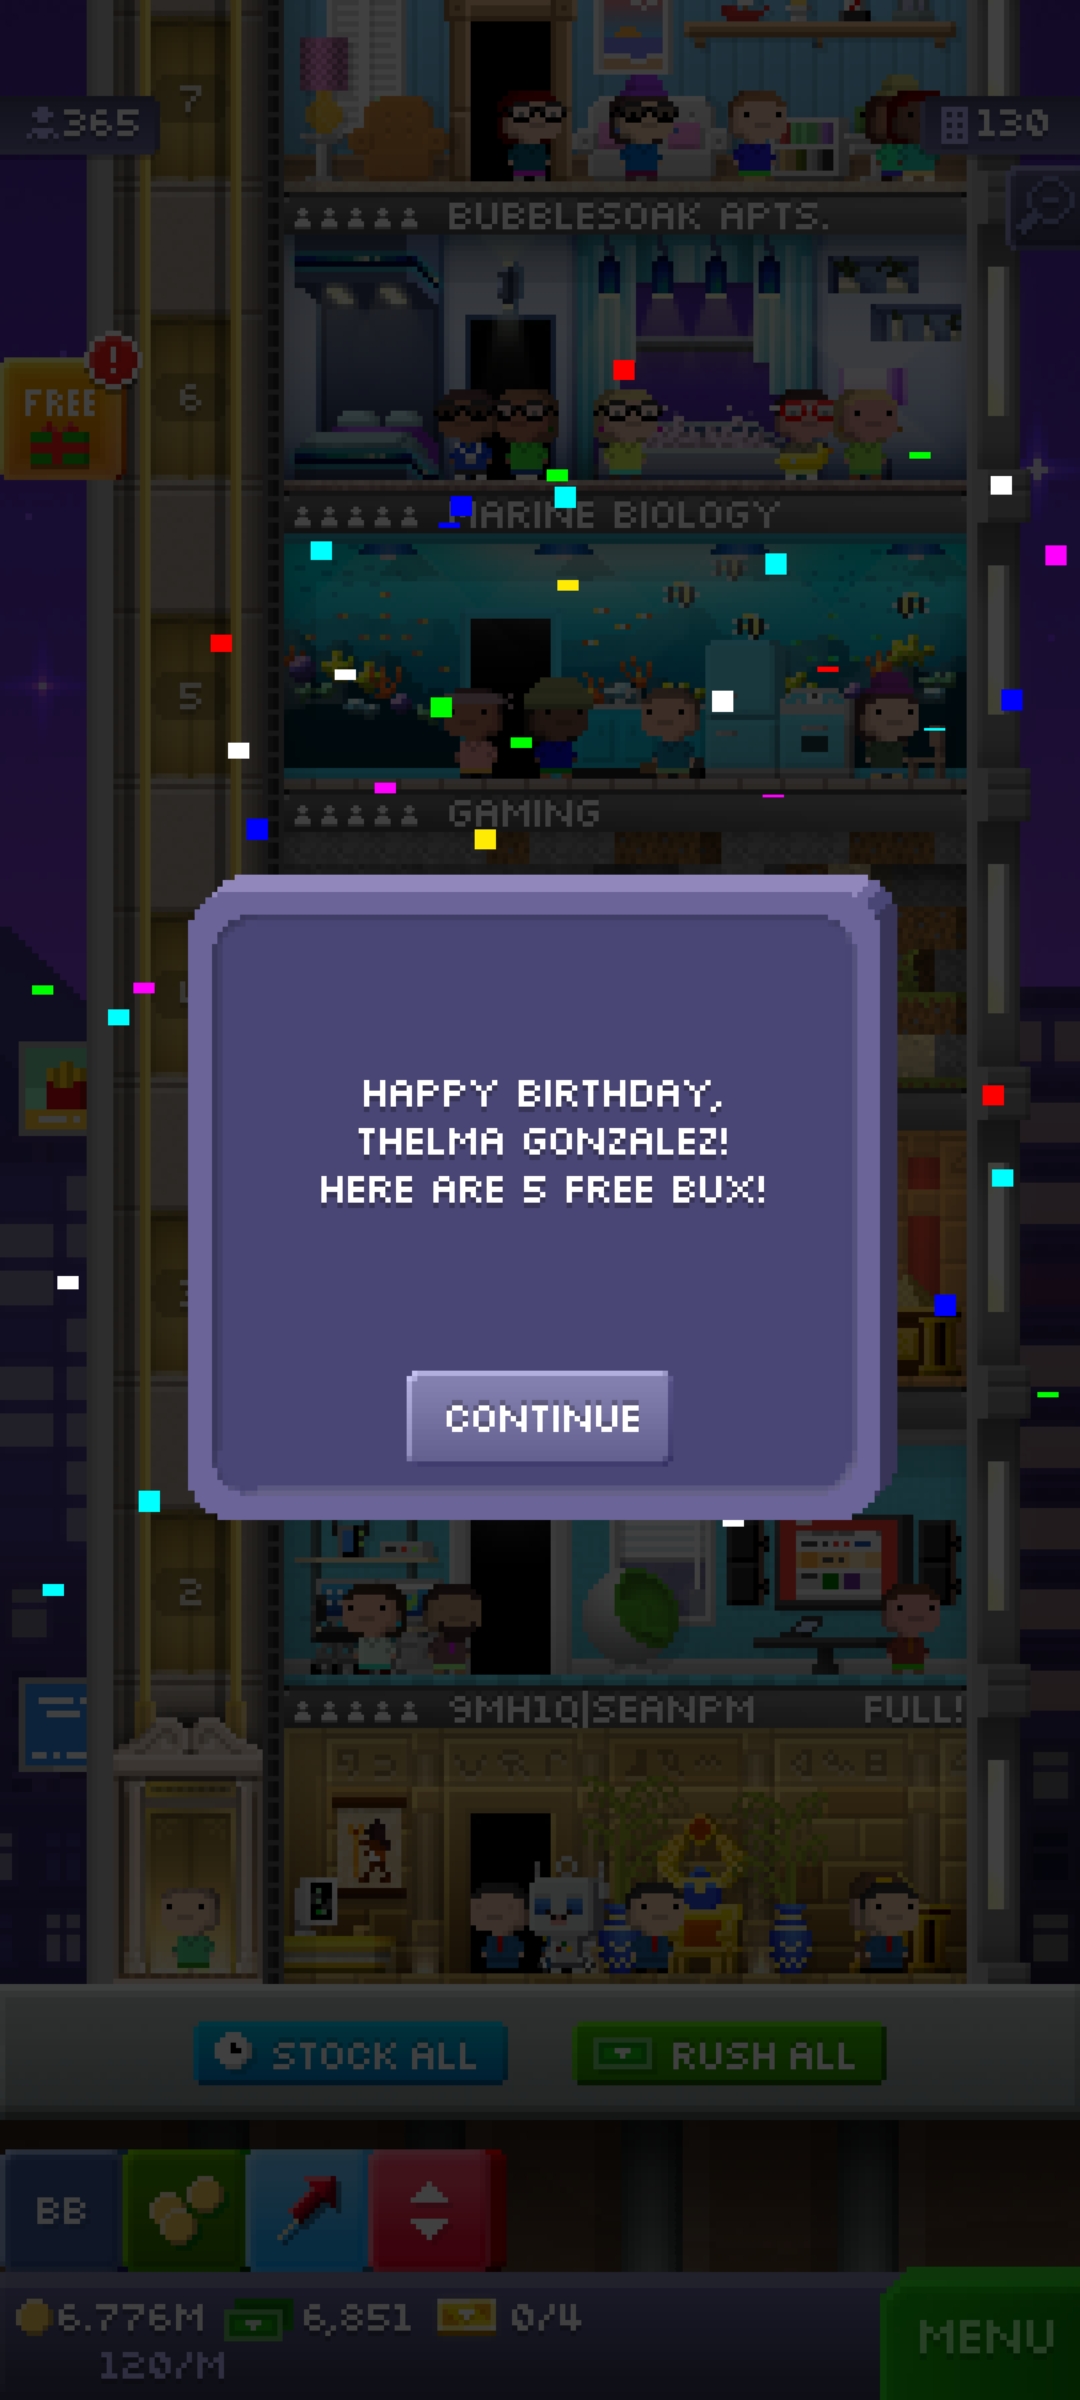 7
365
130
BUBBLESOAK APTS.
FREE
!
6
MARINE BIOLOGY
5
GAMING
HAPPY BIRTHDAY,
THELMA GONZALEZ!
HERE ARE 5 FREE BUX!
CONTINUE
2
9MH1Q|SEANPM FULL!
STOCK ALL
RUSH ALL
BB
6.776M 6,851 0/4
120/M
MENU